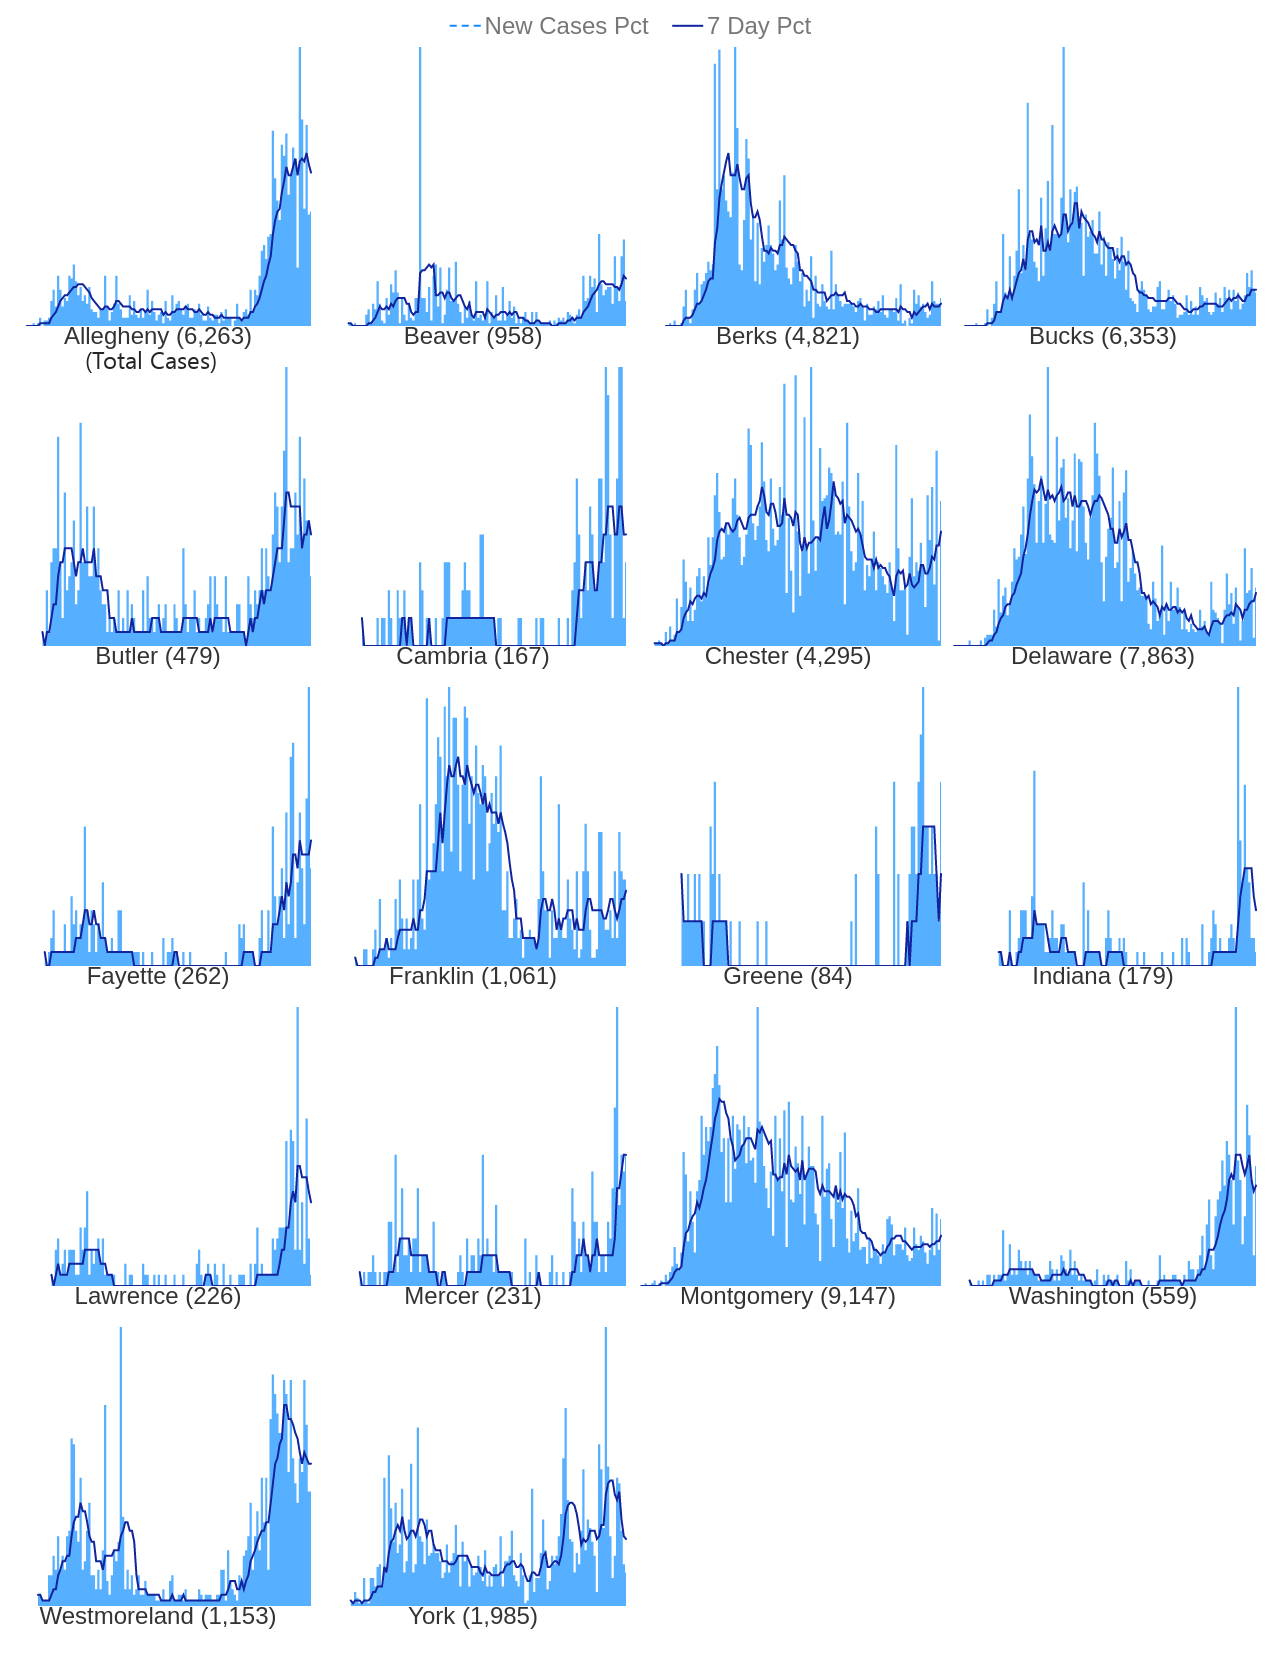 New Cases Pct 7 Day Pct
Allegheny (6,263) Beaver (958) Berks (4,821) Bucks (6,353)
(Total Cases)
Butler (479) Cambria (167) Chester (4,295) Delaware (7,863)
Fayette (262) Franklin (1,061) Greene (84) Indiana (179)
Lawrence (226) Mercer (231) Montgomery (9,147) Washington (559)
Westmoreland (1,153) York (1,985)